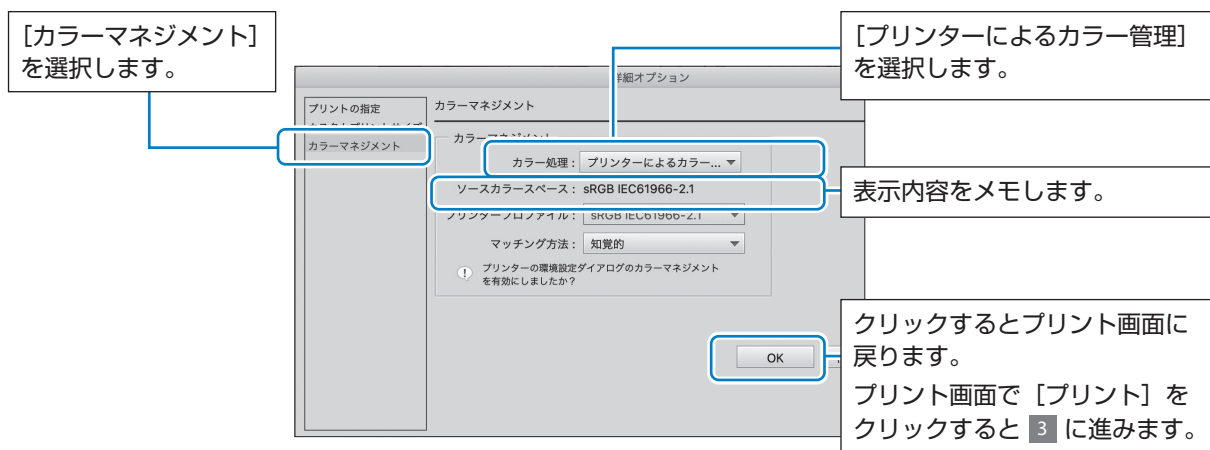 [カラーマネジメント]
を選択します。
[プリンターによるカラー管理]
を選択します。
詳細オプション
プリントの指定
カラーマネジメント
カラーマネジメント
カラーマネジメント
カラー処理: プリンターによるカラー...
ソースカラースペース: sRGB IEC61966-2.1
プリンタープロファイル: sRGB IEC61966-2.1
マッチング方法: 知覚的
プリンターの環境設定ダイアログのカラーマネジメント
を有効にしましたか?
OK
表示内容をメモします。
クリックするとプリント画面に
戻ります。
プリント画面で [プリント] を
クリックすると 3 に進みます。